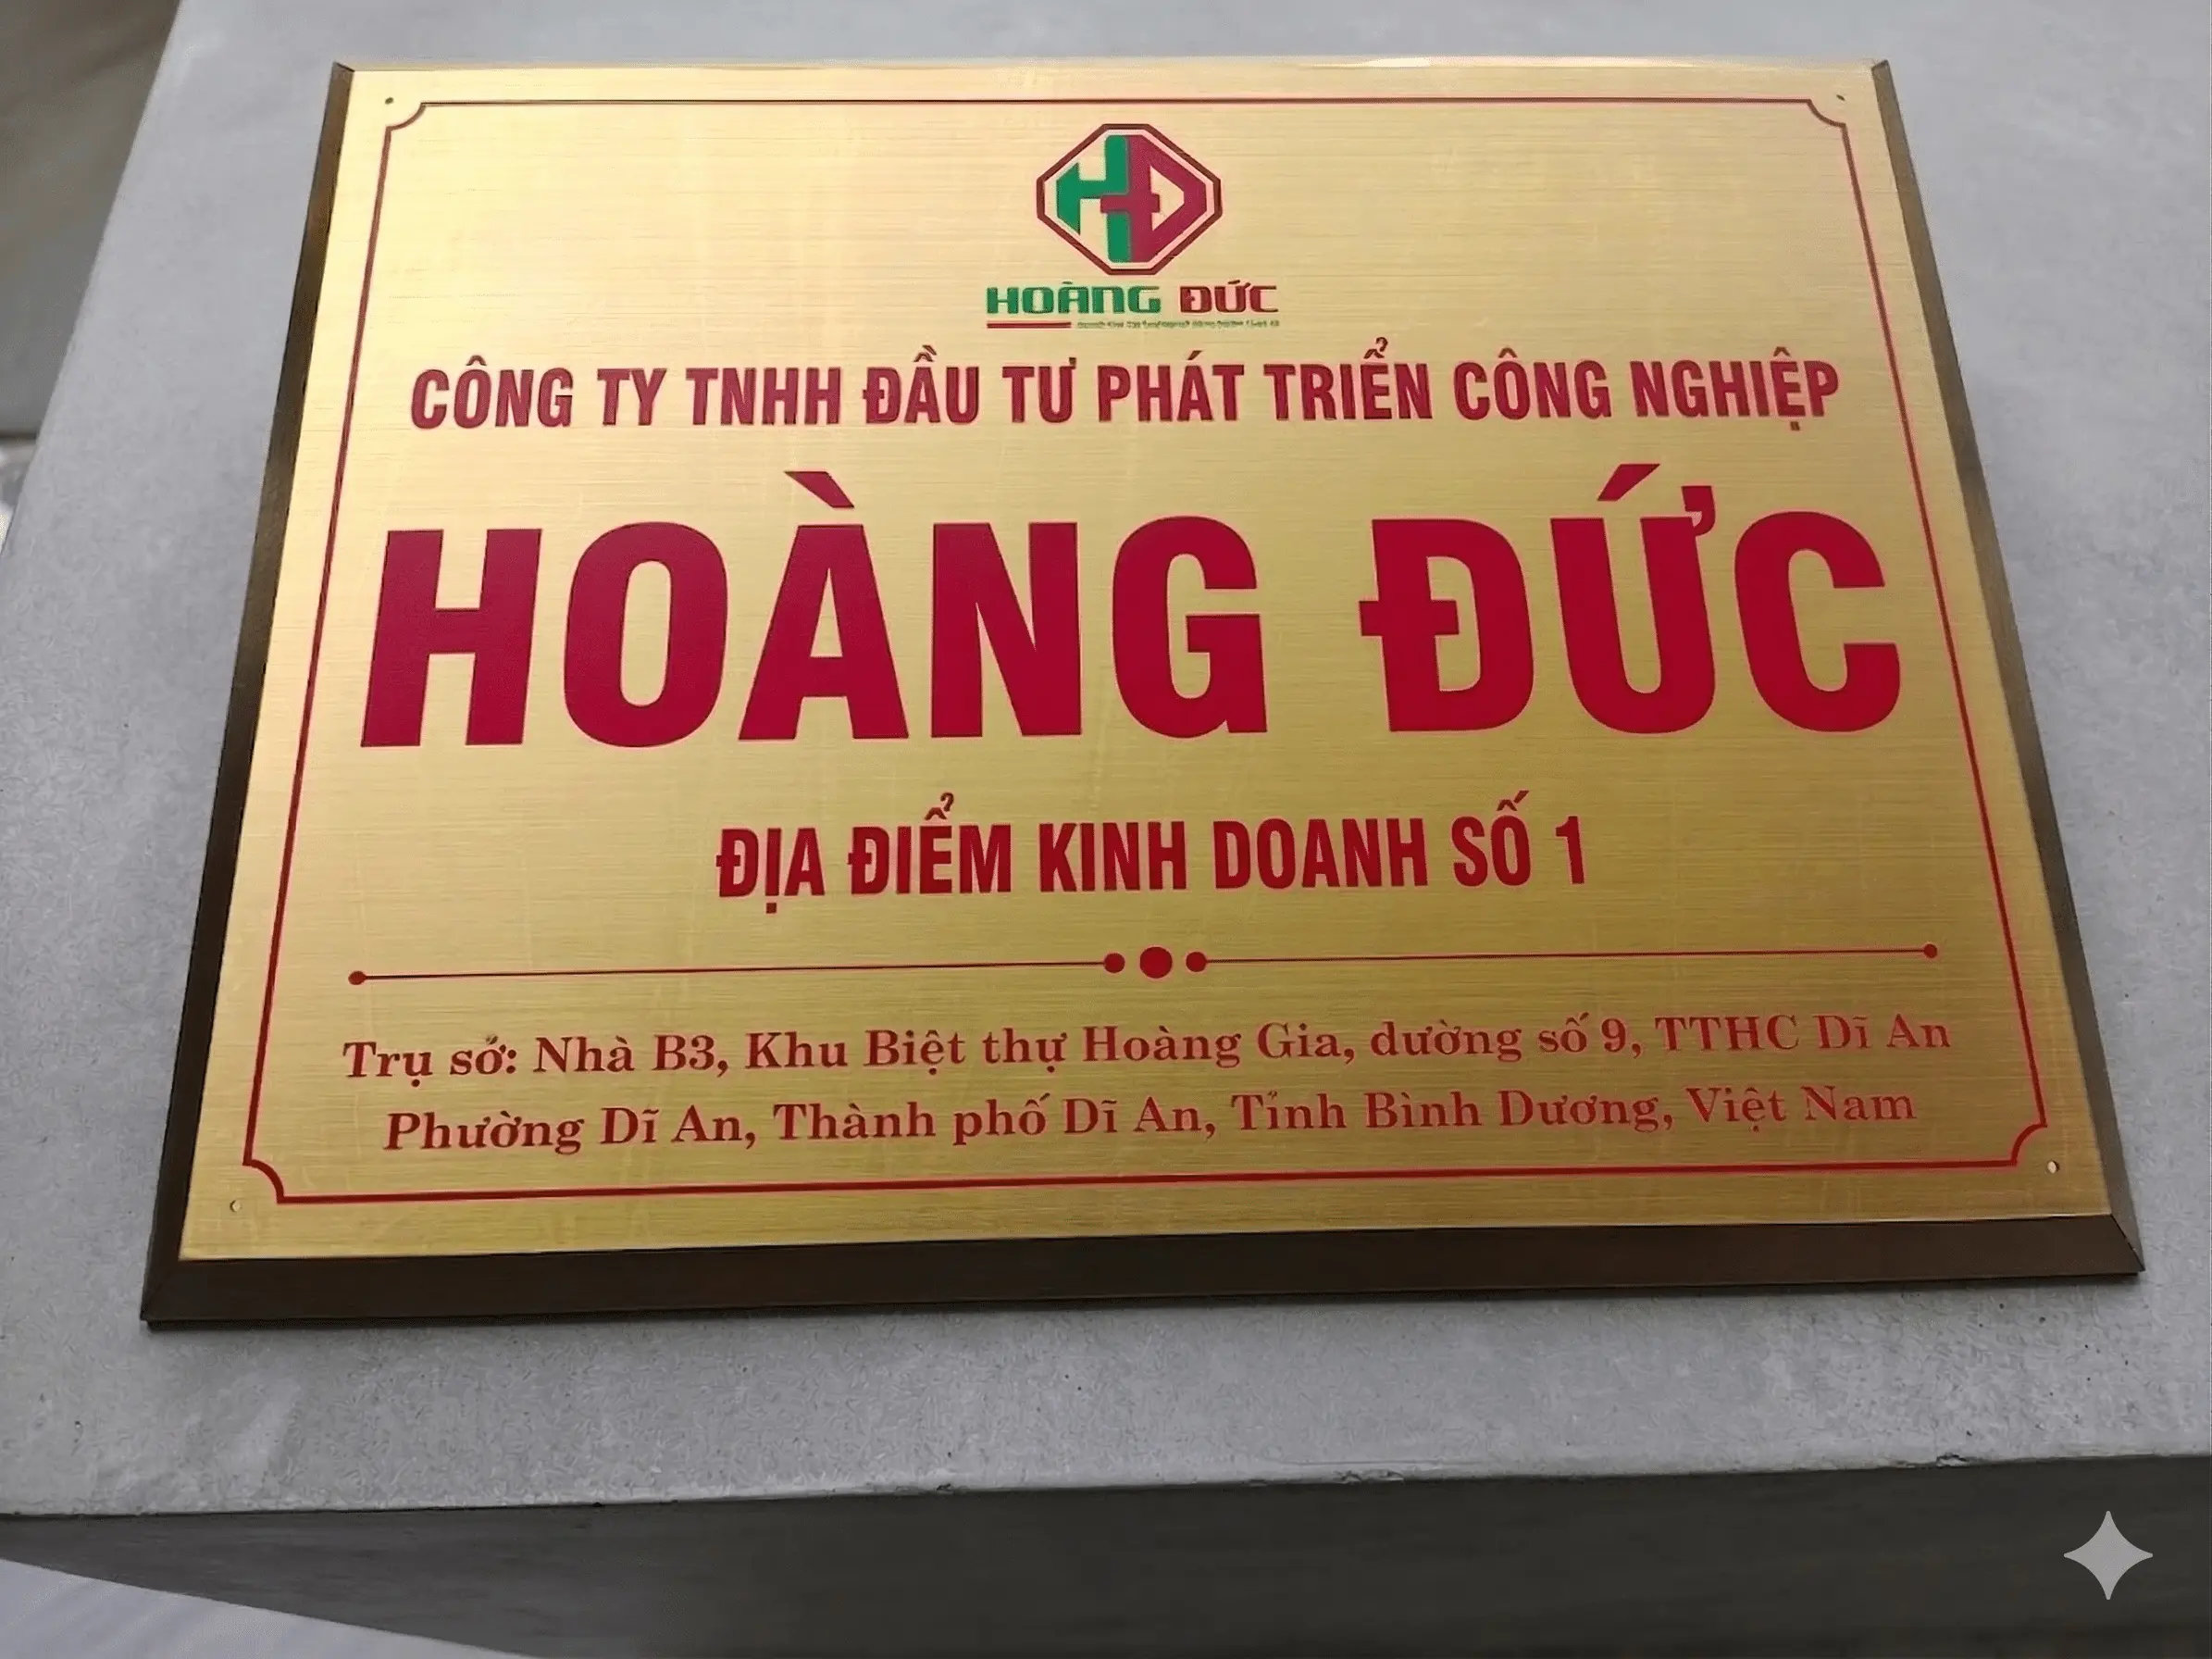 HĐ
HOÀNG ĐỨC
CÔNG TY TNHH ĐẦU TƯ PHÁT TRIỂN CÔNG NGHIỆP
HOÀNG ĐỨC
ĐỊA ĐIỂM KINH DOANH SỐ 1
Trụ sở: Nhà B3, Khu Biệt thự Hoàng Gia, dường số 9, TTHC Dĩ An
Phường Dĩ An, Thành phố Dĩ An, Tỉnh Bình Dương, Việt Nam